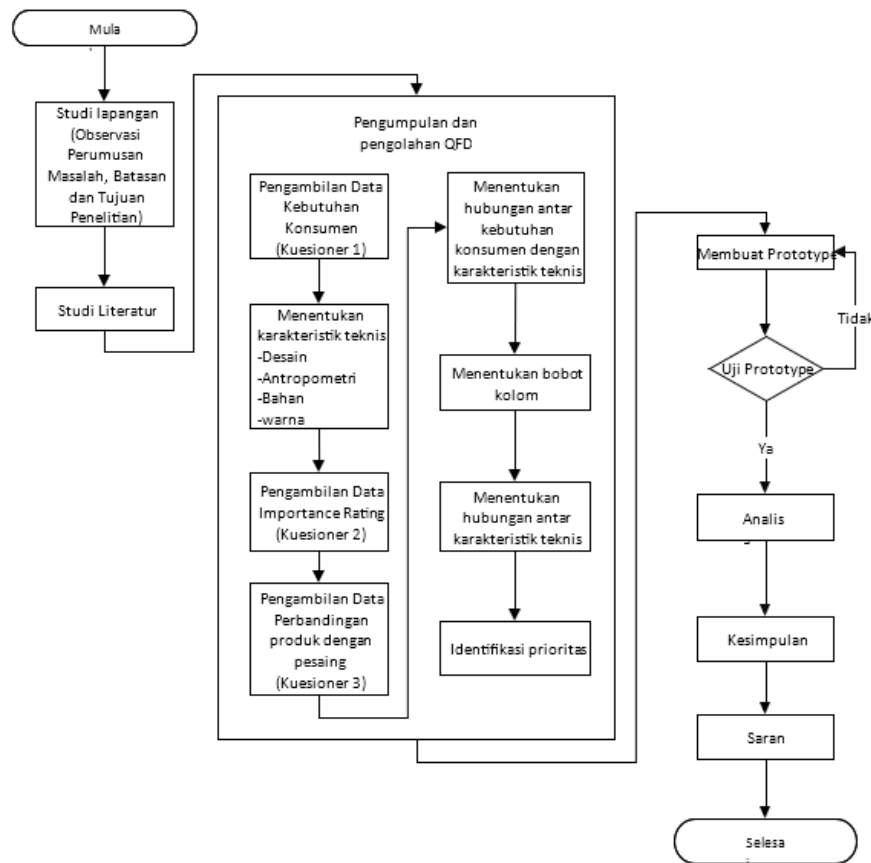 Mula
Studi lapangan
(Observasi
Perumusan
Masalah, Batasan
dan Tujuan
Penelitian)
Studi Literatur
Pengumpulan dan
pengolahan QFD
Pengambilan Data
Kebutuhan
Konsumen
(Kuesioner 1)
Menentukan
karakteristik teknis
-Desain
-Antropometri
-Bahan
-warna
Pengambilan Data
Importance Rating
(Kuesioner 2)
Pengambilan Data
Perbandingan
produk dengan
pesaing
(Kuesioner 3)
Menentukan
hubungan antar
kebutuhan
konsumen dengan
karakteristik teknis
Menentukan bobot
kolom
Menentukan
hubungan antar
karakteristik teknis
Identifikasi prioritas
Membuat Prototype
Tidak
Uji Prototype
Ya
Analis
Kesimpulan
Saran
Selesa